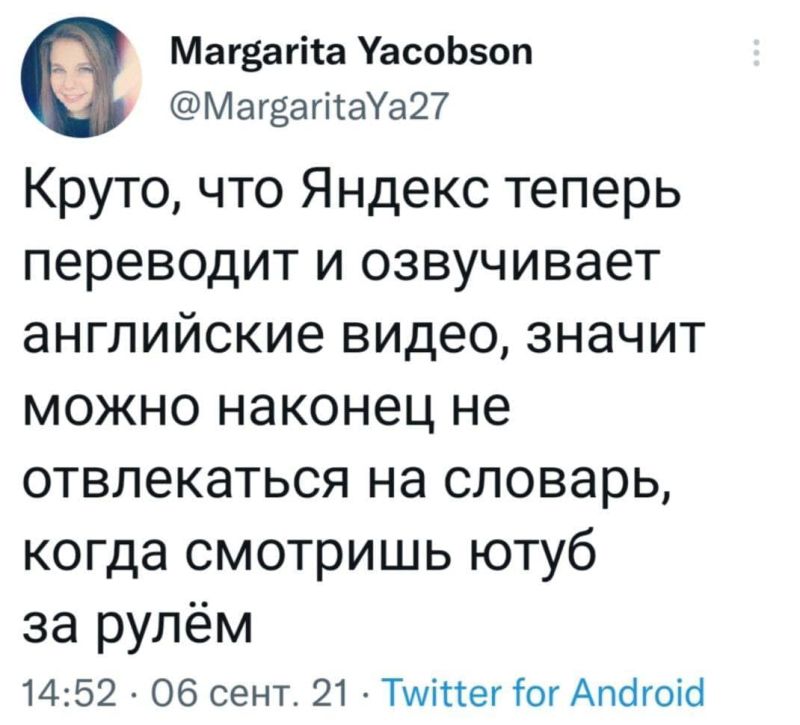 Margarita Yacobson
@MargaritaYa27
Круто, что Яндекс теперь
переводит и озвучивает
английские видео, значит
можно наконец не
отвлекаться на словарь,
когда смотришь ютуб
за рулём
14:52 · 06 сент. 21 · Twitter for Android